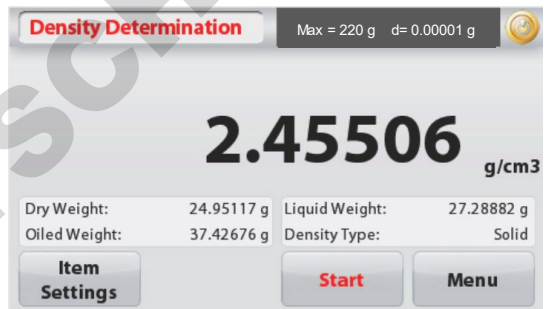 Density Determination
Max = 220 g d= 0.00001 g
2.45506 g/cm3
Dry Weight: 24.95117 g Liquid Weight: 27.28882 g
Oiled Weight: 37.42676 g Density Type: Solid
Item Settings
Start
Menu